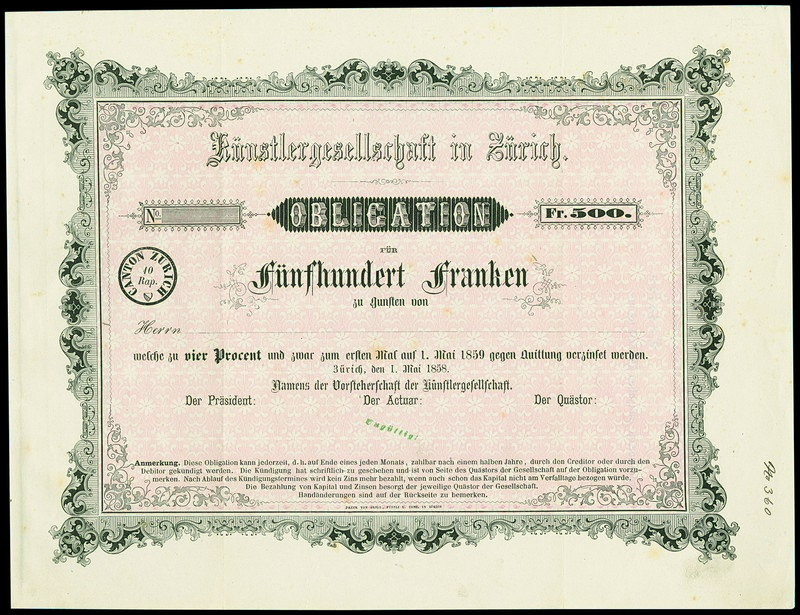 Künstlergesellschaft in Zürich.
No.
OBLIGATION
Fr. 500.
CANTON ZURICH
10
Rap.
FÜR
Fünfhundert Franken
zu Gunsten von
Herrn
welche zu vier Procent und zwar zum ersten Mal auf 1. Mai 1859 gegen Quittung verzinset werden.
Zürich, den 1. Mai 1858.
Namens der Vorsteherschaft der Künstlergesellschaft.
Der Präsident:
Der Actuar:
Der Quästor:
Ungültig!
Anmerkung. Diese Obligation kann jederzeit, d. h. auf Ende eines jeden Monats, zahlbar nach einem halben Jahre, durch den Creditor oder durch den
Debitor gekündigt werden. Die Kündigung hat schriftlich zu geschehen und ist von Seite des Quästors der Gesellschaft auf der Obligation vorzu-
merken. Nach Ablauf des Kündigungstermines wird kein Zins mehr bezahlt, wenn auch schon das Kapital nicht am Verfalltage bezogen würde.
Die Bezahlung von Kapital und Zinsen besorgt der jeweilige Quästor der Gesellschaft.
Handänderungen sind auf der Rückseite zu bemerken.
360